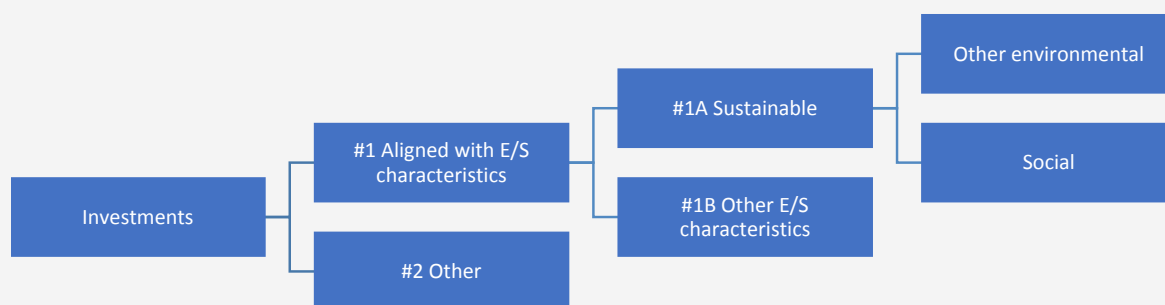 Investments
#1 Aligned with E/S
characteristics
#2 Other
#1A Sustainable
#1B Other E/S
characteristics
Other environmental
Social